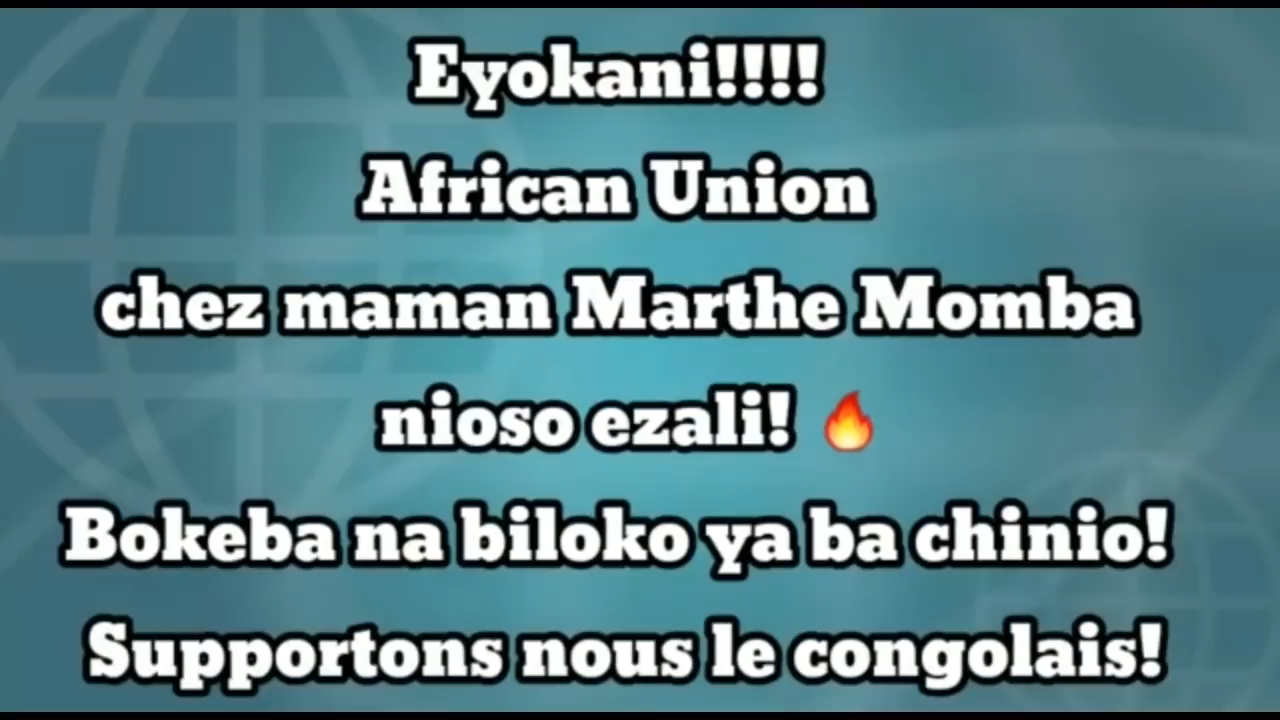 Eyokani!!!!
African Union
chez maman Marthe Momba
nioso ezali! 🔥
Bokeba na biloko ya ba chinio!
Supportons nous le congolais!